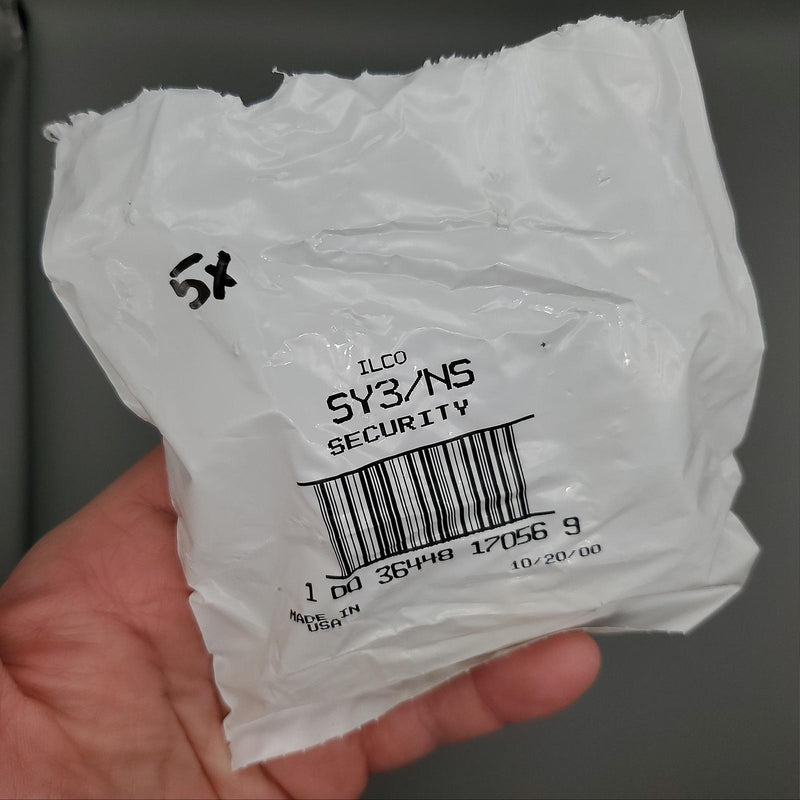 5x
ILCO
SY3/NS
SECURITY
1 00 36448 17056 9
10/20/00
MADE IN
USA